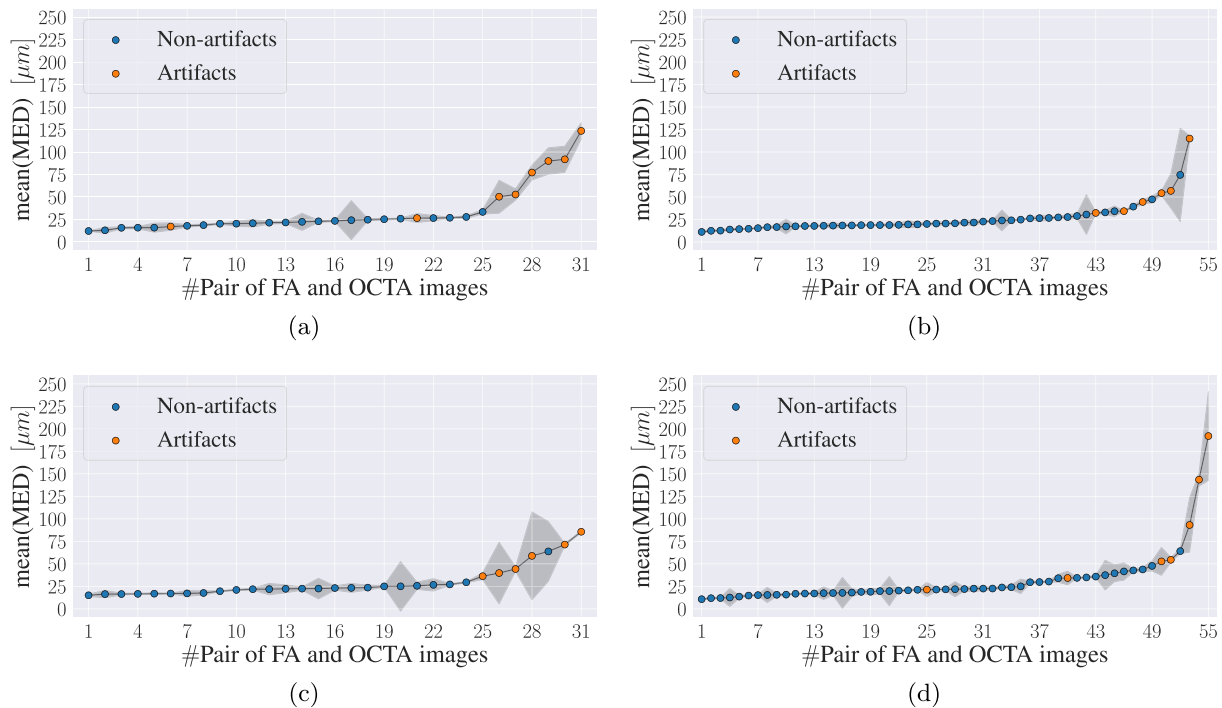 250
225
200
175
150
125
100
75
50
25
0
mean(MED) [μm]
Non-artifacts
Artifacts
1 4 7 10 13 16 19 22 25 28 31
#Pair of FA and OCTA images
(a)
250
225
200
175
150
125
100
75
50
25
0
mean(MED) [μm]
Non-artifacts
Artifacts
1 7 13 19 25 31 37 43 49 55
#Pair of FA and OCTA images
(b)
250
225
200
175
150
125
100
75
50
25
0
mean(MED) [μm]
Non-artifacts
Artifacts
1 4 7 10 13 16 19 22 25 28 31
#Pair of FA and OCTA images
(c)
250
225
200
175
150
125
100
75
50
25
0
mean(MED) [μm]
Non-artifacts
Artifacts
1 7 13 19 25 31 37 43 49 55
#Pair of FA and OCTA images
(d)